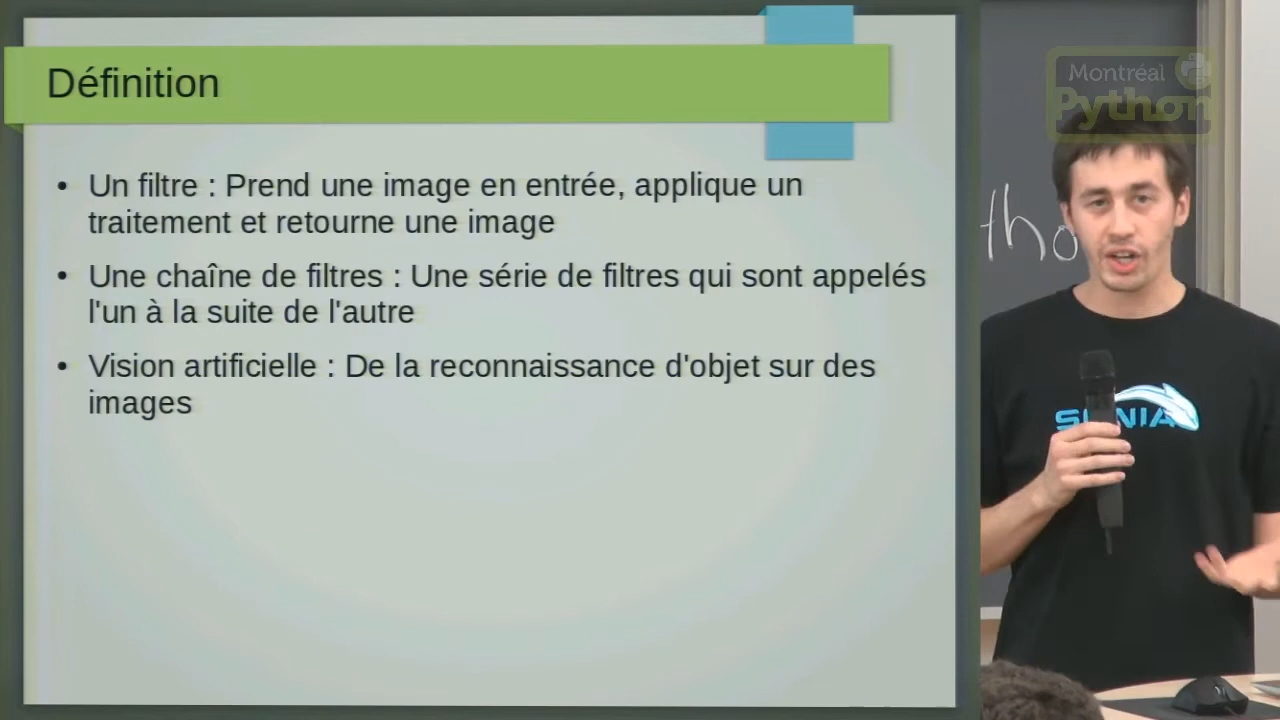 Définition
• Un filtre : Prend une image en entrée, applique un
traitement et retourne une image
• Une chaîne de filtres : Une série de filtres qui sont appelés
l'un à la suite de l'autre
• Vision artificielle : De la reconnaissance d'objet sur des
images
Montréal
Python
tho